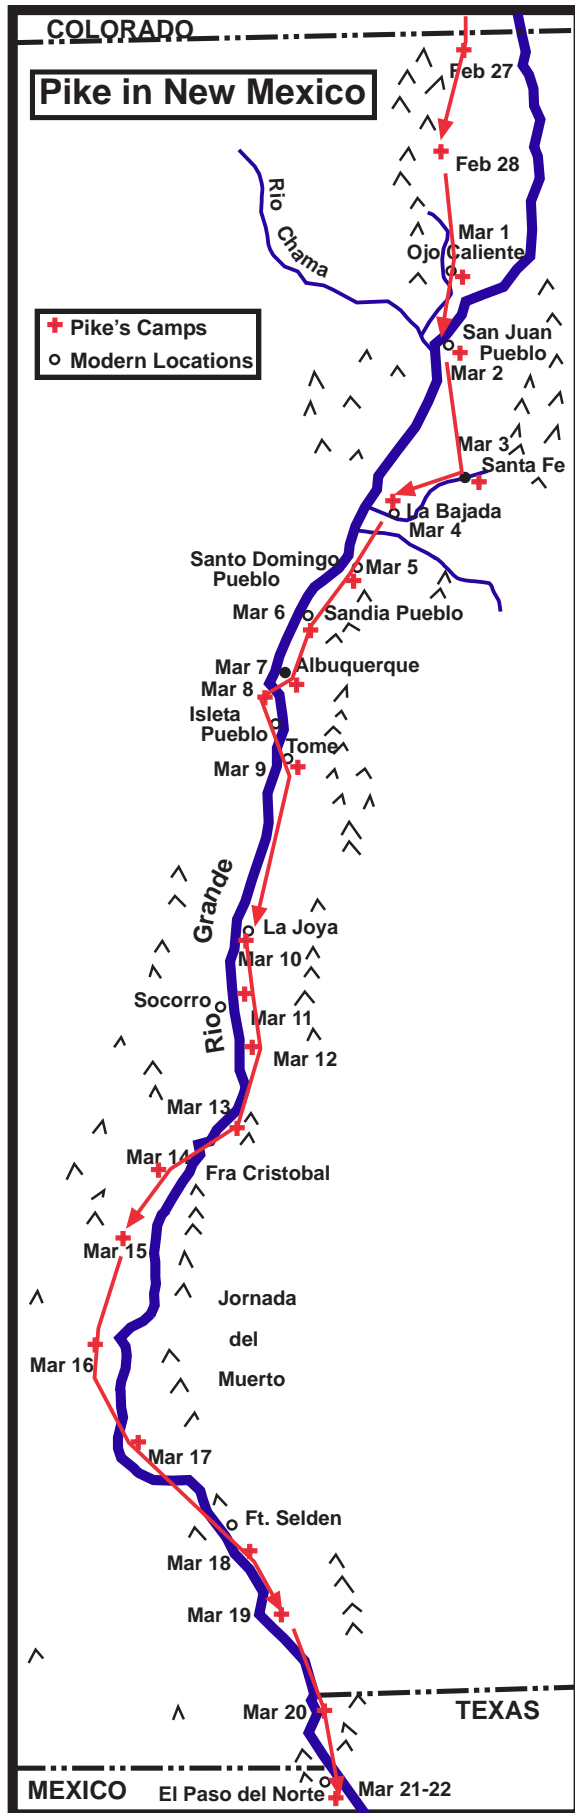 COLORADO
Pike in New Mexico
Feb 27
Feb 28
Rio
Chama
Mar 1
Ojo Caliente
Pike's Camps
Modern Locations
San Juan
Pueblo
Mar 2
Mar 3
Santa Fe
La Bajada
Mar 4
Santo Domingo
Pueblo
Mar 5
Mar 6
Sandia Pueblo
Mar 7
Albuquerque
Mar 8
Isleta
Pueblo
Tome
Mar 9
Rio Grande
La Joya
Mar 10
Socorro
Mar 11
Mar 12
Mar 13
Mar 14
Fra Cristobal
Mar 15
Jornada
del
Muerto
Mar 16
Mar 17
Ft. Selden
Mar 18
Mar 19
Mar 20
TEXAS
MEXICO
El Paso del Norte
Mar 21-22